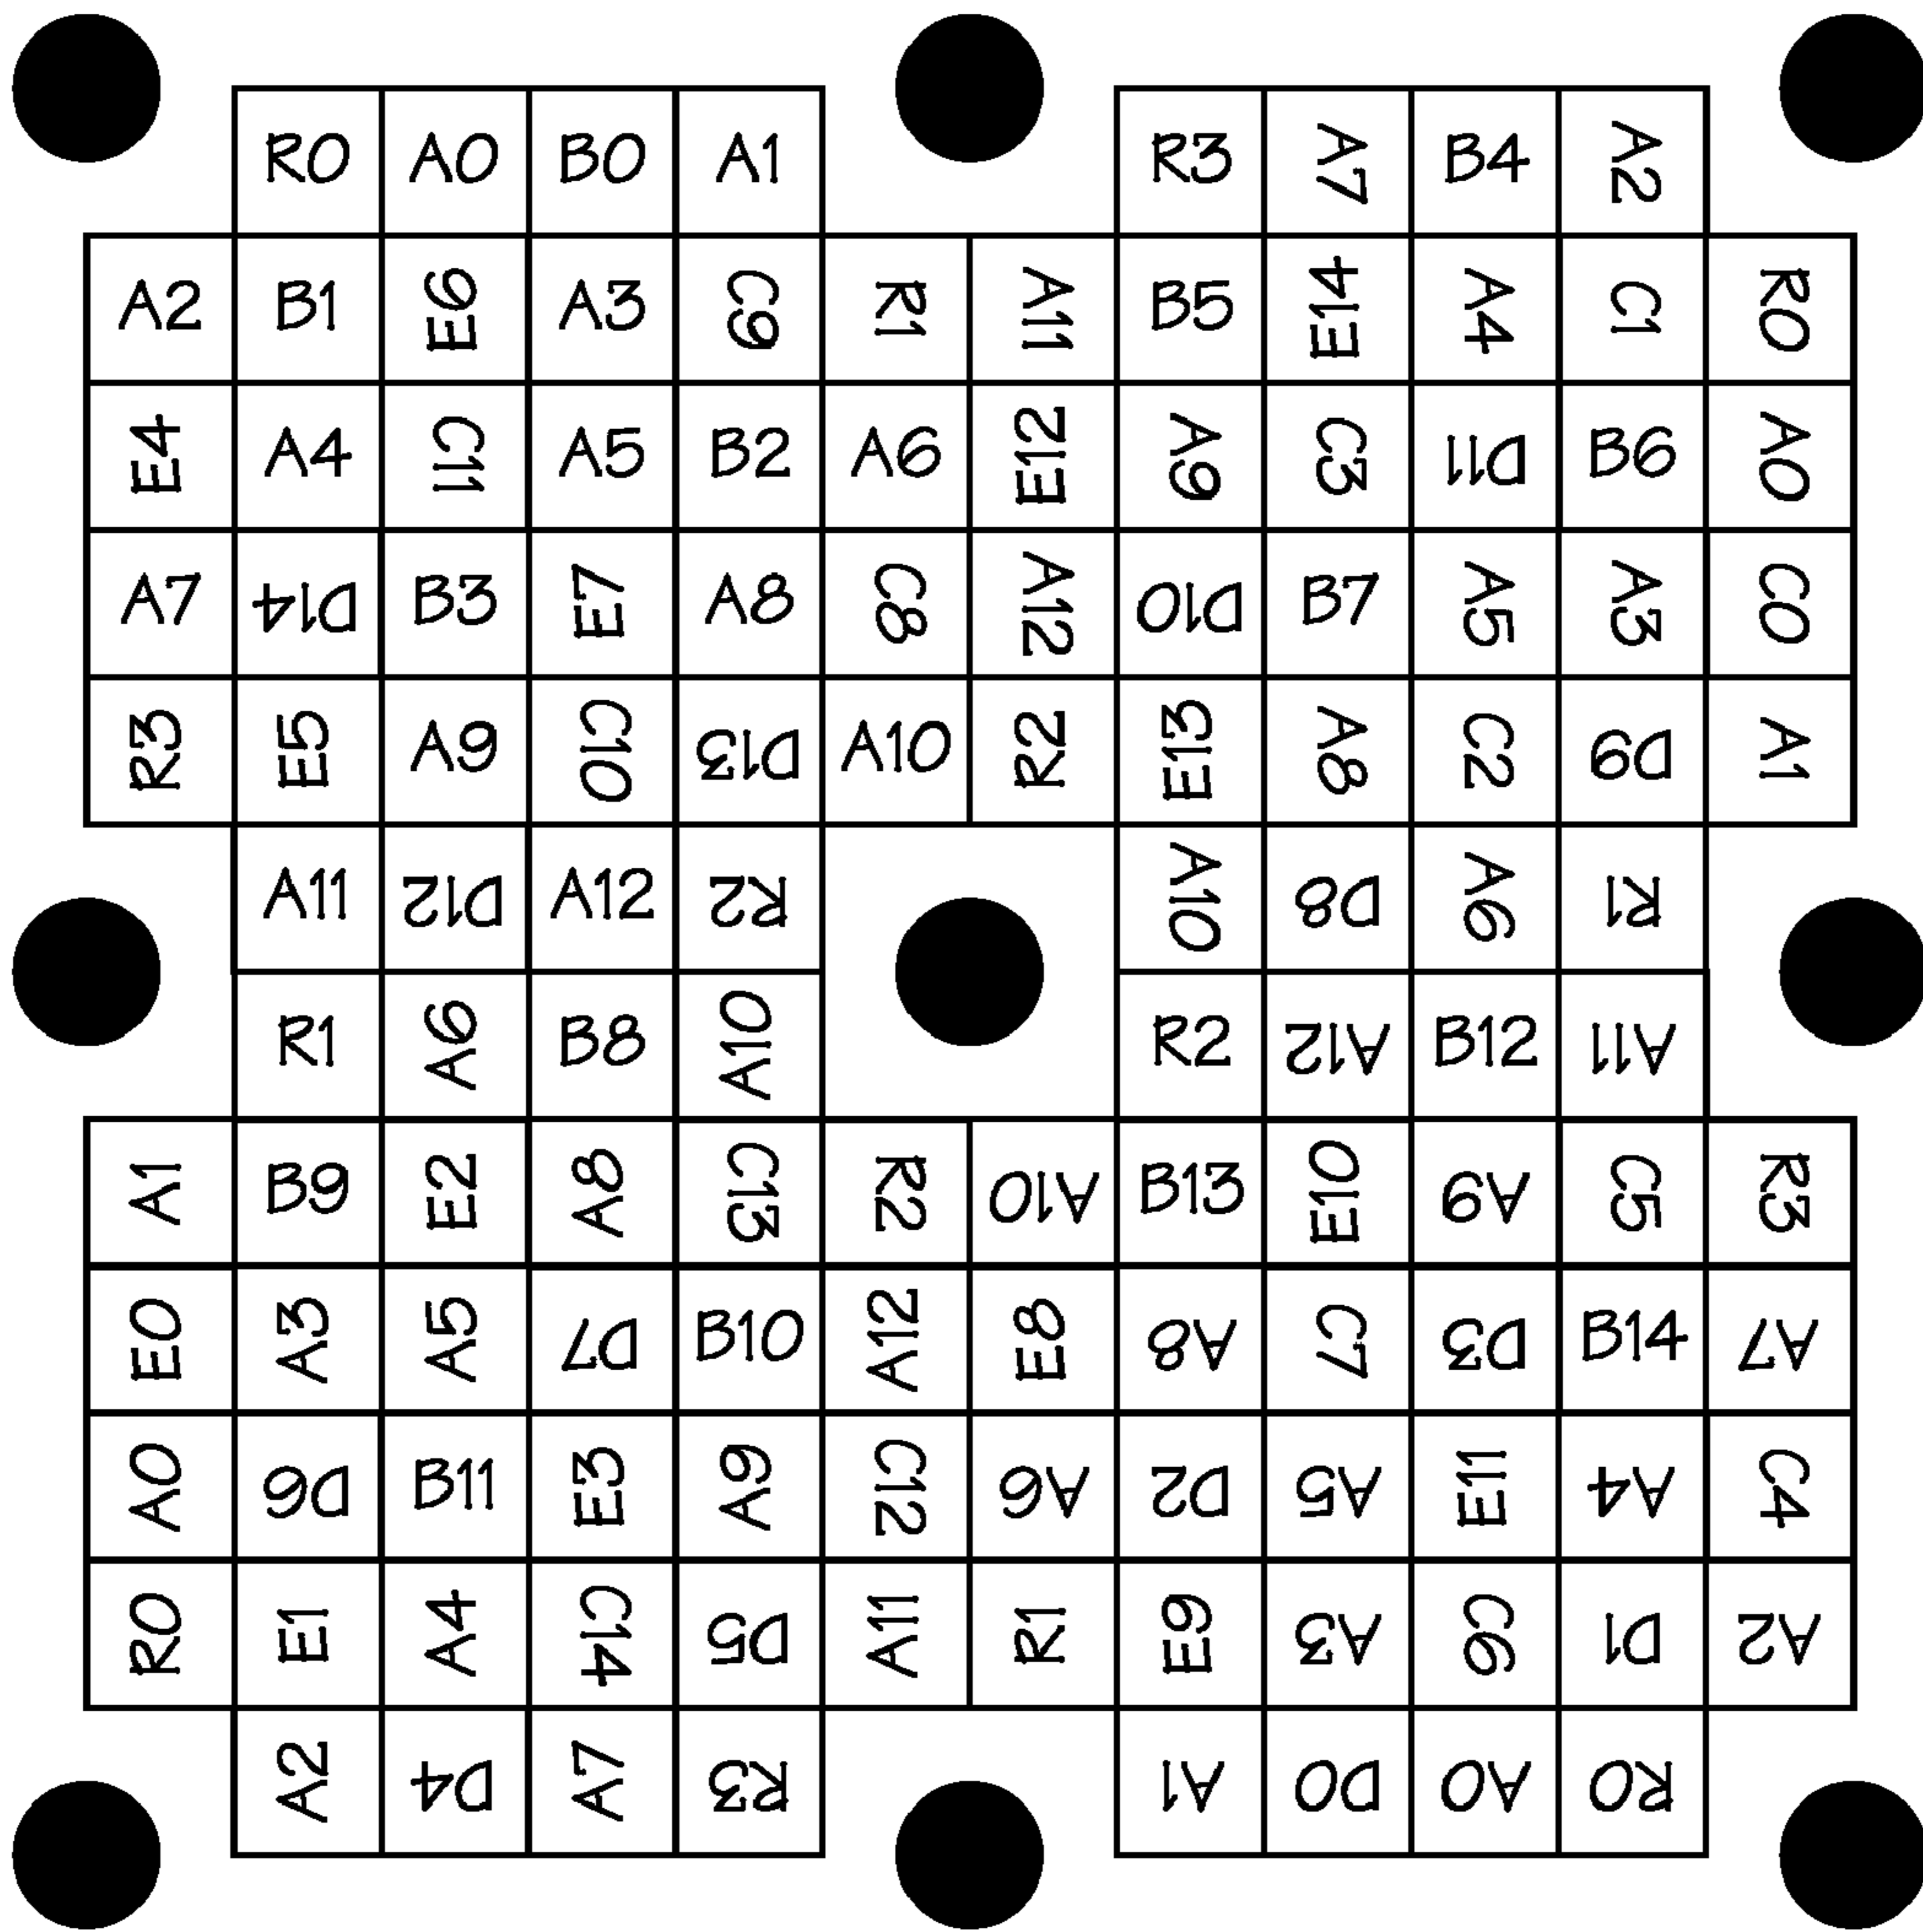 R0 A0 B0 A1 R3 A7 B4 A2
A2 B1 E6 A3 C9 R1 A11 B5 E14 A4 C1 R0
E4 A4 C11 A5 B2 A6 E12 A9 C3 D11 B6 A0
A7 D14 B3 E7 A8 C8 A12 D10 B7 A5 A3 C0
R3 E5 A9 C10 D13 A10 R2 E13 A8 C2 D9 A1
A11 D12 A12 R2 A10 D8 A6 R1
R1 A6 B8 A10 R2 A12 B12 A11
A1 B9 E2 A8 C13 R2 A10 B13 E10 A9 C5 R3
E0 A3 A5 D7 B10 A12 E8 A8 C7 D3 B14 A7
A0 D6 B11 E3 A9 C12 A6 D2 A5 E11 A4 C4
R0 E1 A4 C14 D5 A11 R1 E9 A3 C6 D1 A2
A2 D4 A7 R3 A1 D0 A0 R0